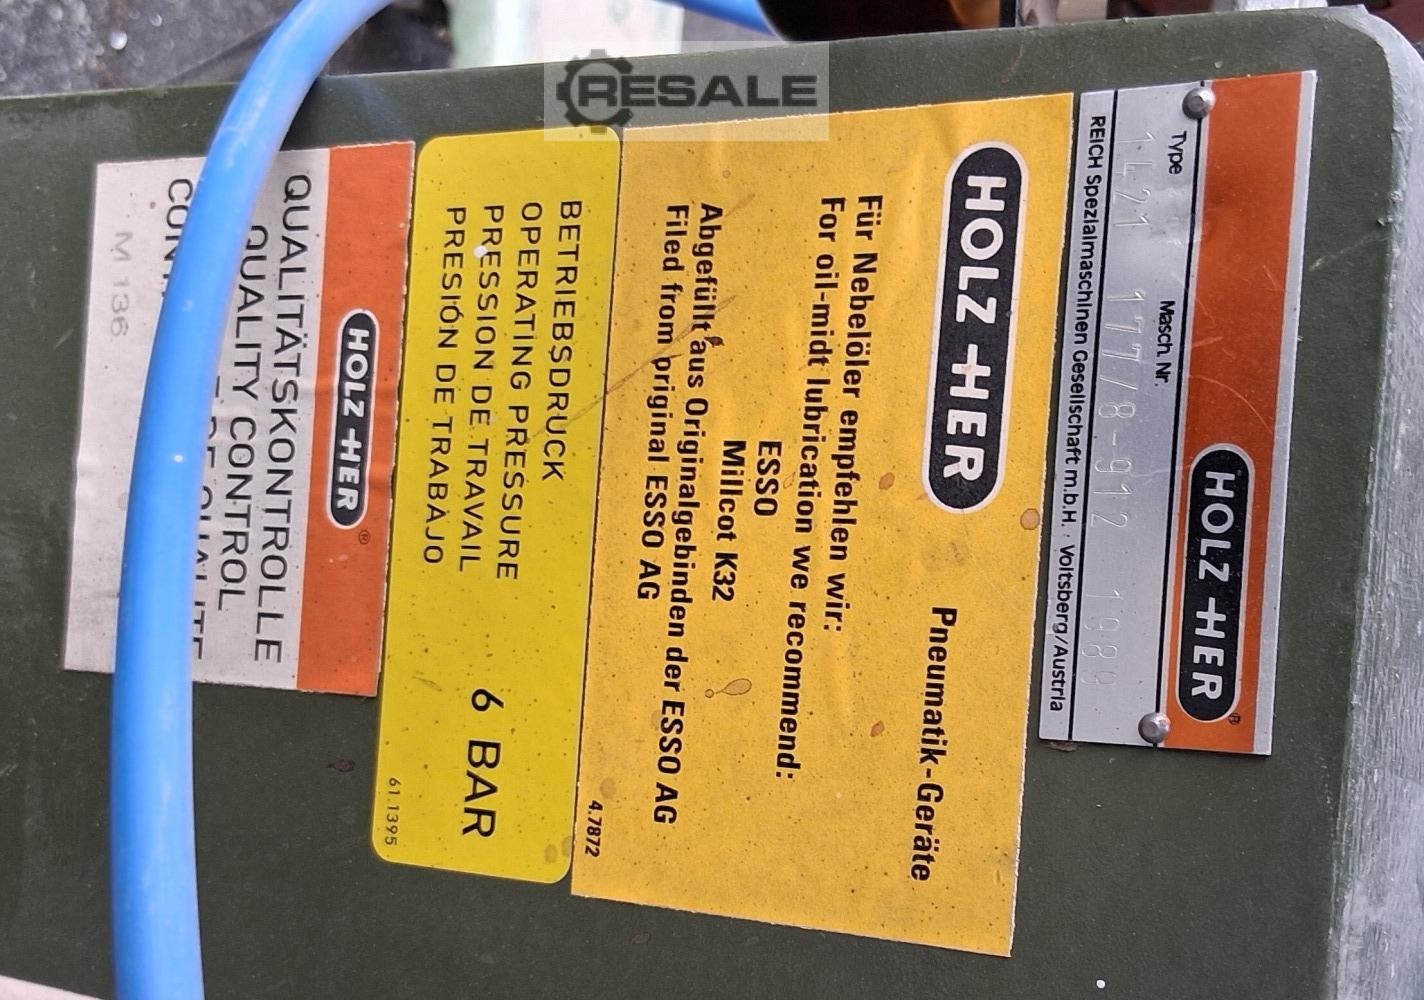 RESALE
HOLZ-HER®
Type
Masch. Nr.
1421 177/8-912 1989
REICH Spezialmaschinen Gesellschaft m.b.H. · Voitsberg/Austria
HOLZ-HER
Pneumatik-Geräte
Für Nebelöler empfehlen wir:
For oil-midt lubrication we recommend:
ESSO
Millcot K32
Abgefüllt aus Originalgebinden der ESSO AG
Filed from original ESSO AG
4.7872
BETRIEBSDRUCK
OPERATING PRESSURE
PRESSION DE TRAVAIL
PRESIÓN DE TRABAJO
6 BAR
61.1395
HOLZ-HER®
QUALITÄTSKONTROLLE
QUALITY CONTROL
M 136